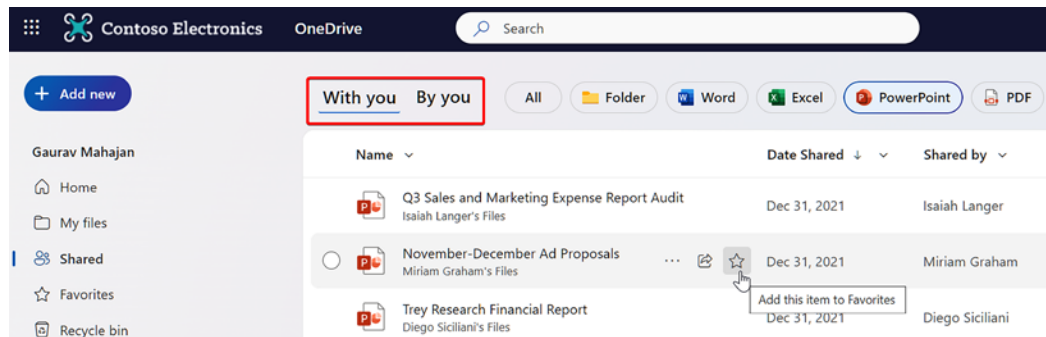 Contoso Electronics OneDrive Search
Add new
With you By you All Folder Word Excel PowerPoint PDF
Gaurav Mahajan
Home
My files
Shared
Favorites
Recycle bin
Name Date Shared Shared by
Q3 Sales and Marketing Expense Report Audit
Isaiah Langer's Files
Dec 31, 2021 Isaiah Langer
November-December Ad Proposals
Miriam Graham's Files
Dec 31, 2021 Miriam Graham
Add this item to Favorites
Trey Research Financial Report
Diego Siciliani's Files
Dec 31, 2021 Diego Siciliani